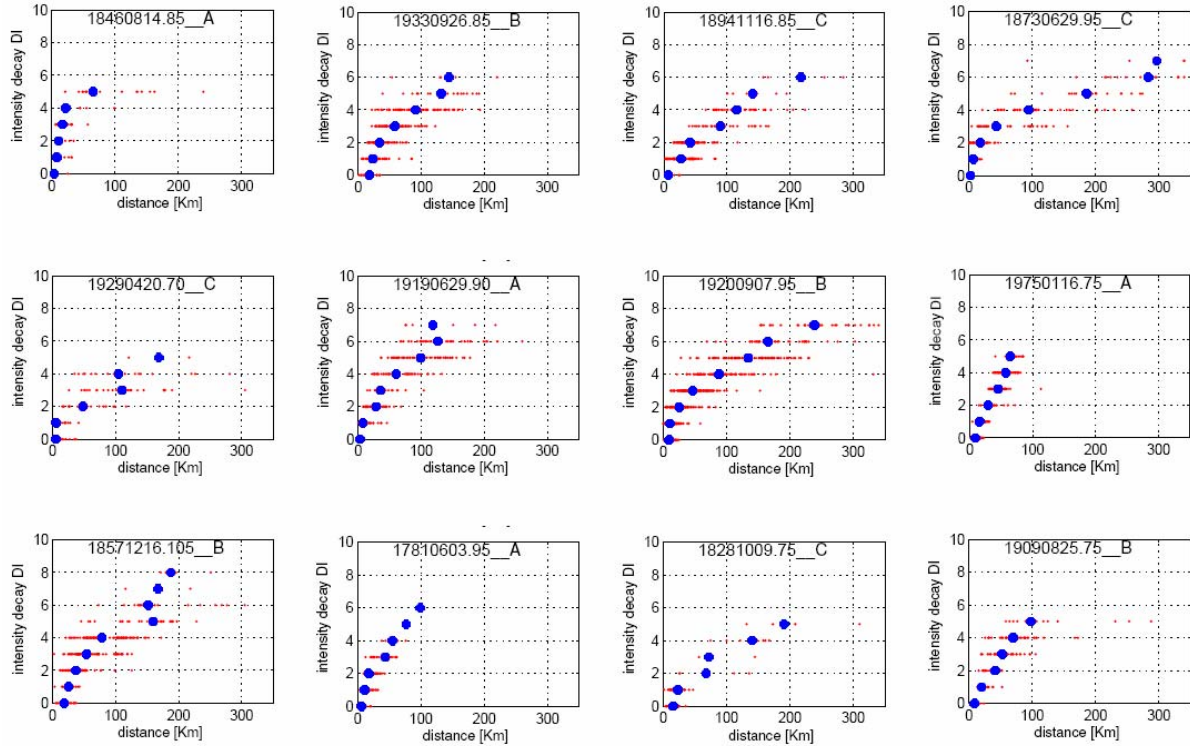 18460814.85__A
intensity decay DI
10
8
6
4
2
0
0 100 200 300
distance [Km]
19330926.85__B
intensity decay DI
10
8
6
4
2
0
0 100 200 300
distance [Km]
18941116.85__C
intensity decay DI
10
8
6
4
2
0
0 100 200 300
distance [Km]
18730629.95__C
intensity decay DI
10
8
6
4
2
0
0 100 200 300
distance [Km]
19290420.70__C
intensity decay DI
10
8
6
4
2
0
0 100 200 300
distance [Km]
19190629.90__A
intensity decay DI
10
8
6
4
2
0
0 100 200 300
distance [Km]
19200907.95__B
intensity decay DI
10
8
6
4
2
0
0 100 200 300
distance [Km]
19750116.75__A
intensity decay DI
10
8
6
4
2
0
0 100 200 300
distance [Km]
18571216.105__B
intensity decay DI
10
8
6
4
2
0
0 100 200 300
distance [Km]
17810603.95__A
intensity decay DI
10
8
6
4
2
0
0 100 200 300
distance [Km]
18281009.75__C
intensity decay DI
10
8
6
4
2
0
0 100 200 300
distance [Km]
19090825.75__B
intensity decay DI
10
8
6
4
2
0
0 100 200 300
distance [Km]